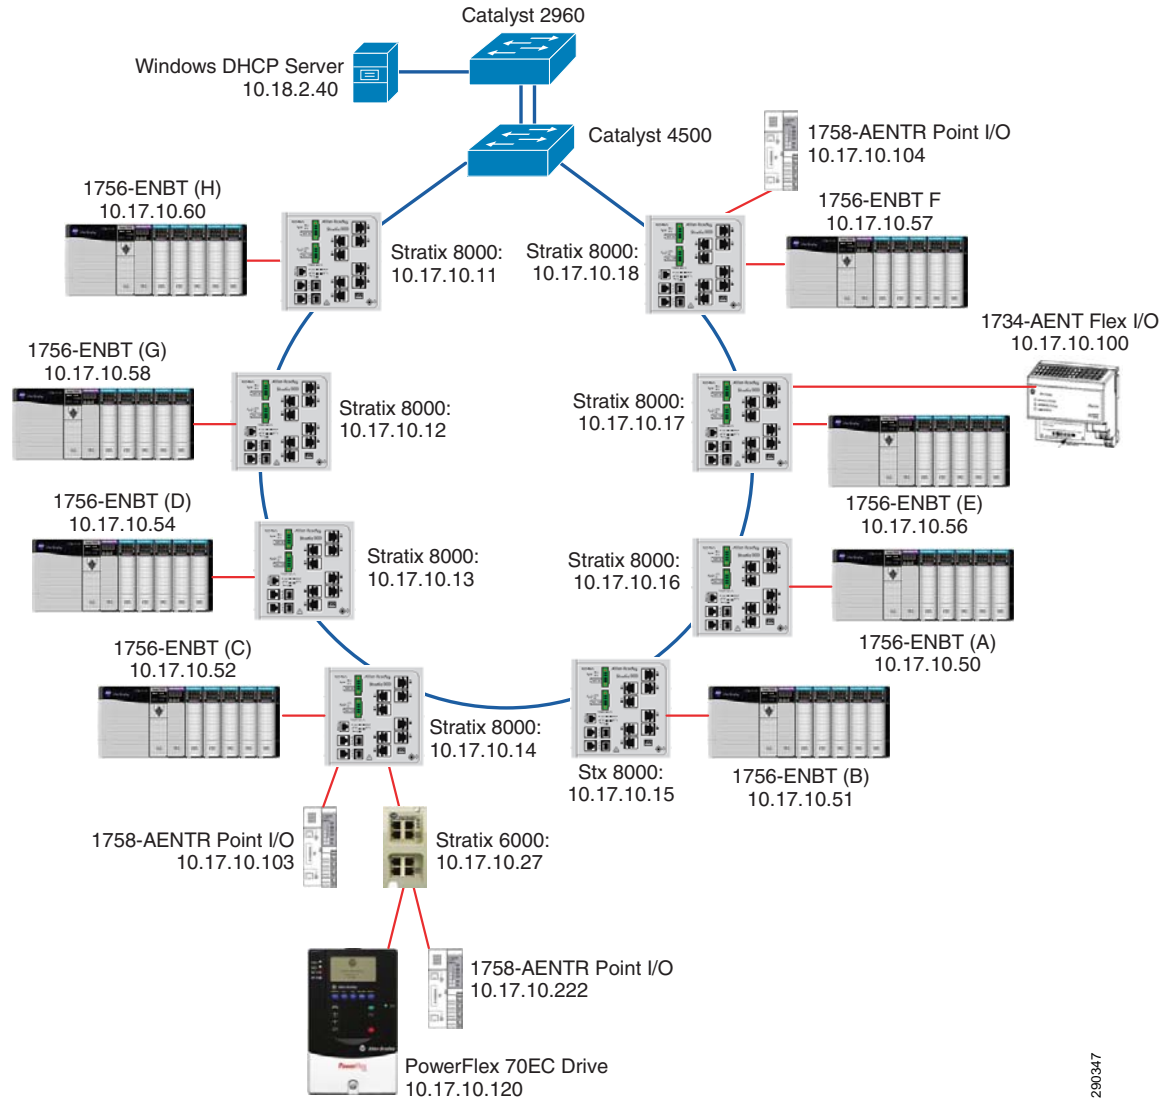 Catalyst 2960
Windows DHCP Server
10.18.2.40
Catalyst 4500
1758-AENTR Point I/O
10.17.10.104
1756-ENBT (H)
10.17.10.60
Stratix 8000:
10.17.10.11
Stratix 8000:
10.17.10.18
1756-ENBT F
10.17.10.57
1734-AENT Flex I/O
10.17.10.100
1756-ENBT (G)
10.17.10.58
Stratix 8000:
10.17.10.12
Stratix 8000:
10.17.10.17
1756-ENBT (E)
10.17.10.56
1756-ENBT (D)
10.17.10.54
Stratix 8000:
10.17.10.13
Stratix 8000:
10.17.10.16
1756-ENBT (A)
10.17.10.50
1756-ENBT (C)
10.17.10.52
Stratix 8000:
10.17.10.14
Stx 8000:
10.17.10.15
1756-ENBT (B)
10.17.10.51
1758-AENTR Point I/O
10.17.10.103
Stratix 6000:
10.17.10.27
1758-AENTR Point I/O
10.17.10.222
PowerFlex
PowerFlex 70EC Drive
10.17.10.120
290347